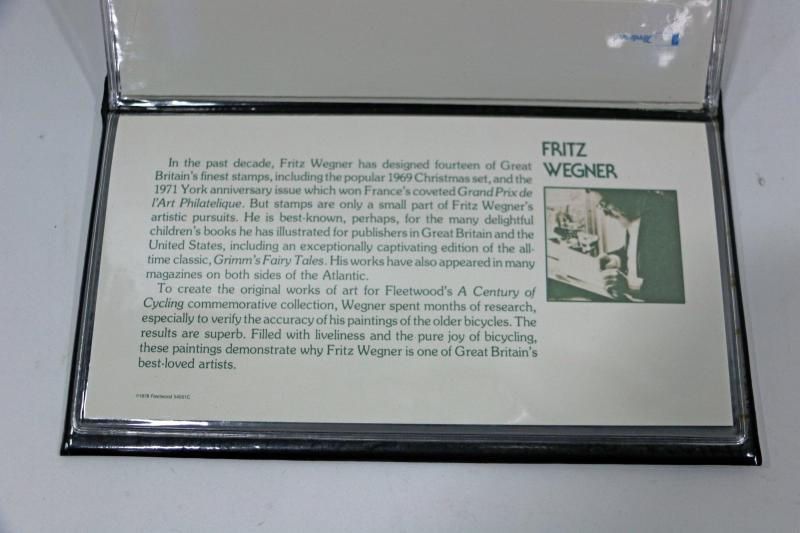 FRITZ
WEGNER
In the past decade, Fritz Wegner has designed fourteen of Great
Britain's finest stamps, including the popular 1969 Christmas set, and the
1971 York anniversary issue which won France's coveted Grand Prix de
l'Art Philatelique. But stamps are only a small part of Fritz Wegner's
artistic pursuits. He is best-known, perhaps, for the many delightful
children's books he has illustrated for publishers in Great Britain and the
United States, including an exceptionally captivating edition of the all-
time classic, Grimm's Fairy Tales. His works have also appeared in many
magazines on both sides of the Atlantic.
To create the original works of art for Fleetwood's A Century of
Cycling commemorative collection, Wegner spent months of research,
especially to verify the accuracy of his paintings of the older bicycles. The
results are superb. Filled with liveliness and the pure joy of bicycling,
these paintings demonstrate why Fritz Wegner is one of Great Britain's
best-loved artists.
©1978 Fleetwood